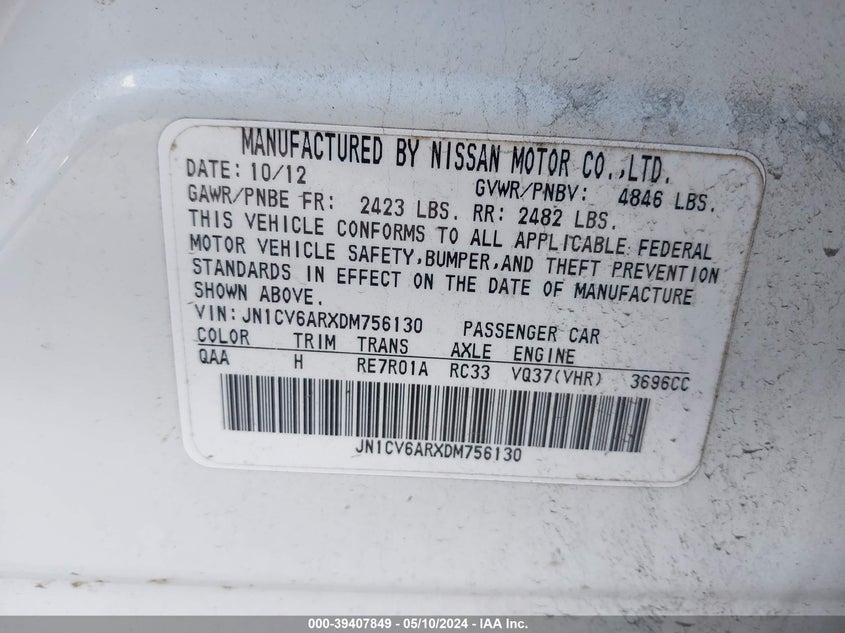 MANUFACTURED BY NISSAN MOTOR CO.,LTD.
DATE: 10/12 GVWR/PNBV: 4846 LBS.
GAWR/PNBE FR: 2423 LBS. RR: 2482 LBS.
THIS VEHICLE CONFORMS TO ALL APPLICABLE FEDERAL
MOTOR VEHICLE SAFETY,BUMPER,AND THEFT PREVENTION
STANDARDS IN EFFECT ON THE DATE OF MANUFACTURE
SHOWN ABOVE.
VIN:JN1CV6ARXDM756130 PASSENGER CAR
COLOR TRIM TRANS AXLE ENGINE
QAA H RE7R01A RC33 VQ37(VHR) 3696CC
JN1CV6ARXDM756130
000-39407849 - 05/10/2024 - IAA Inc.